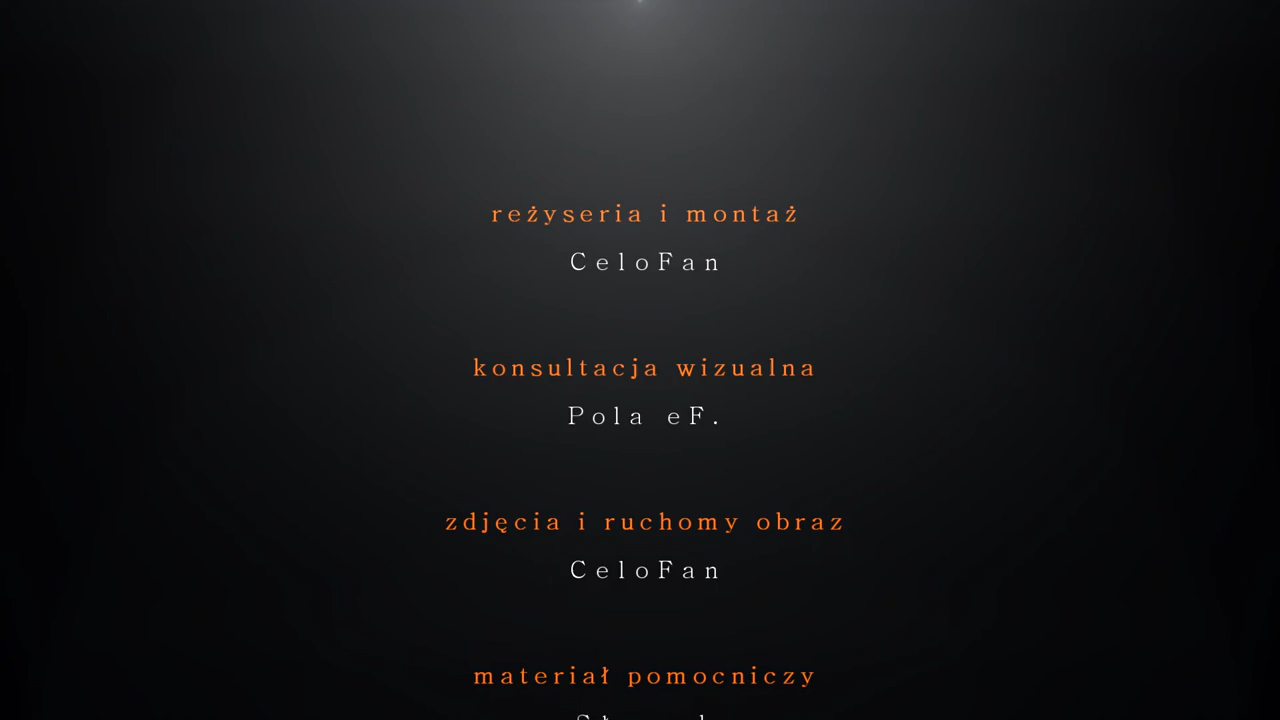 reżyseria i montaż
CeloFan
konsultacja wizualna
Pola eF.
zdjęcia i ruchomy obraz
CeloFan
materiał pomocniczy